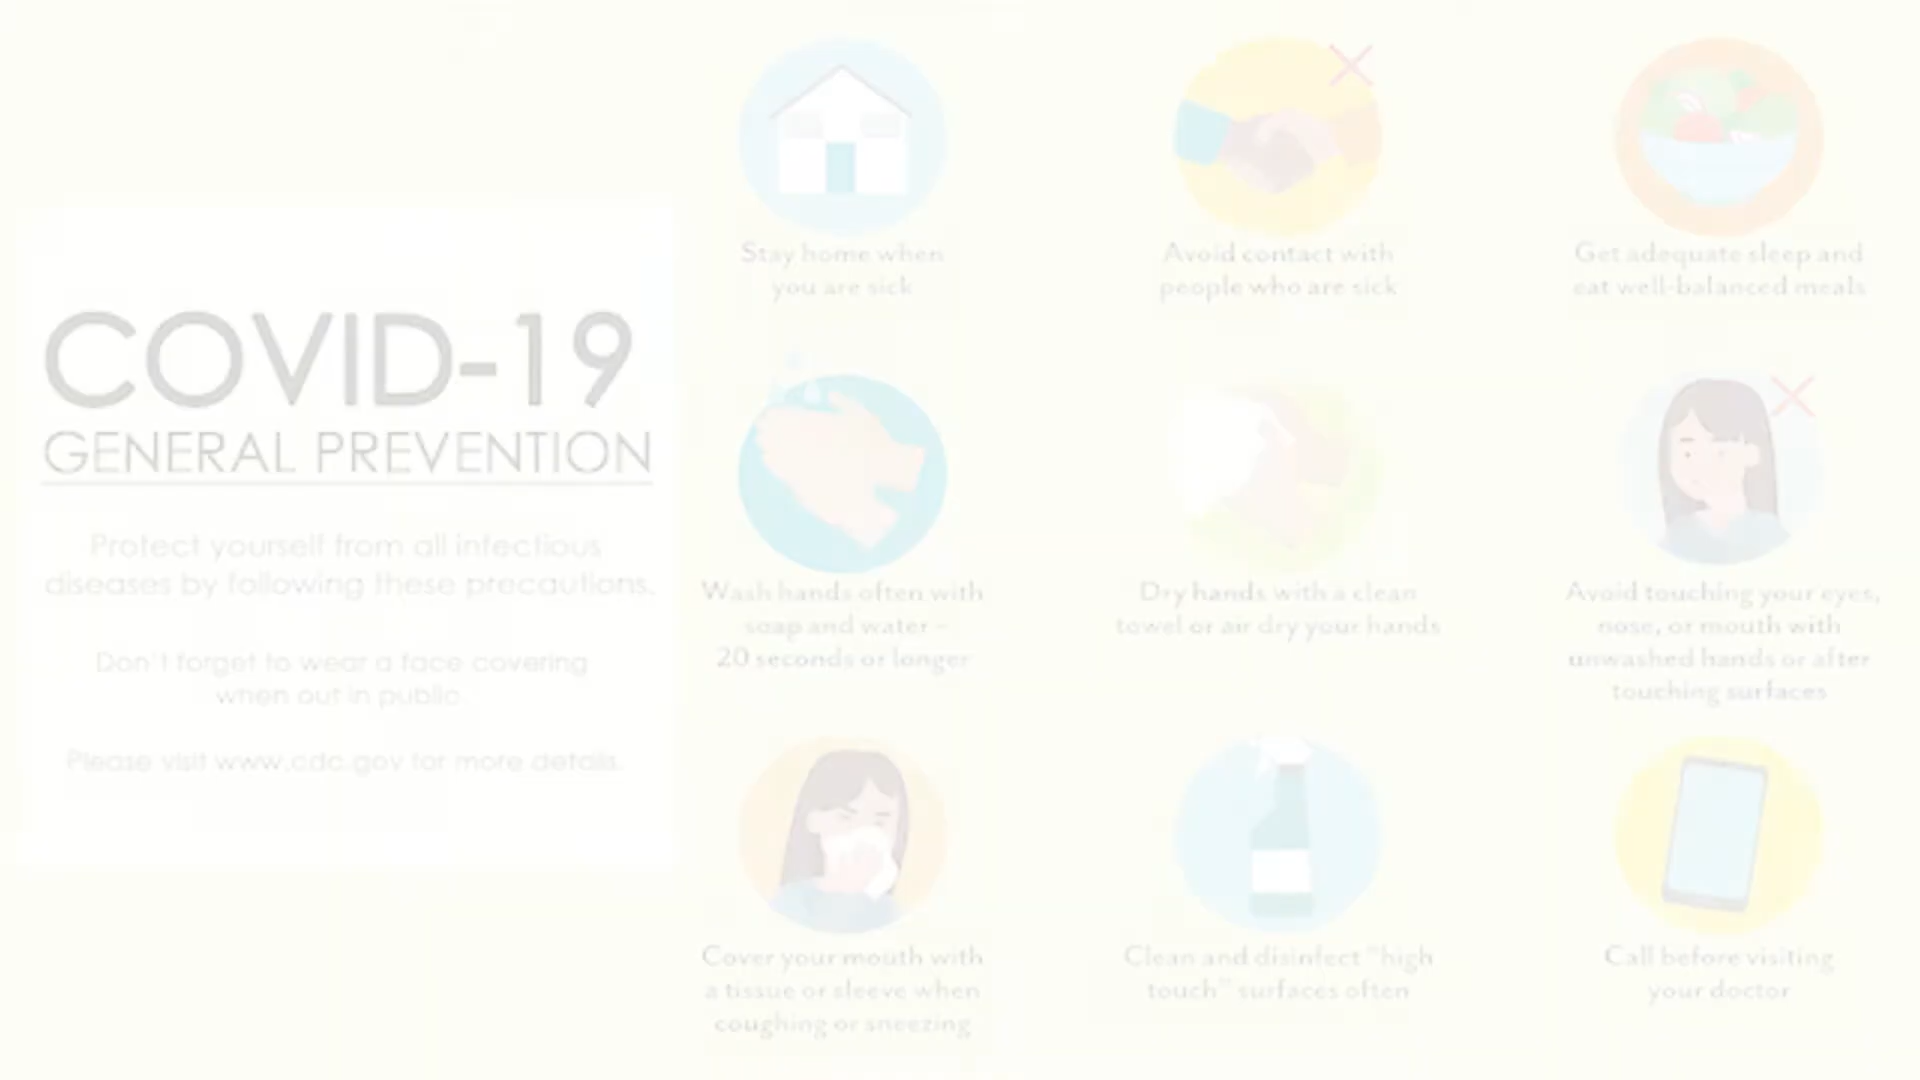 COVID-19
GENERAL PREVENTION
Protect yourself from all infectious
diseases by following these precautions.
Don't forget to wear a face covering
when out in public.
Please visit www.cdc.gov for more details.
Stay home when
you are sick
Avoid contact with
people who are sick
Get adequate sleep and
eat well-balanced meals
Wash hands often with
soap and water –
20 seconds or longer
Dry hands with a clean
towel or air dry your hands
Avoid touching your eyes,
nose, or mouth with
unwashed hands or after
touching surfaces
Cover your mouth with
a tissue or sleeve when
coughing or sneezing
Clean and disinfect "high
touch" surfaces often
Call before visiting
your doctor